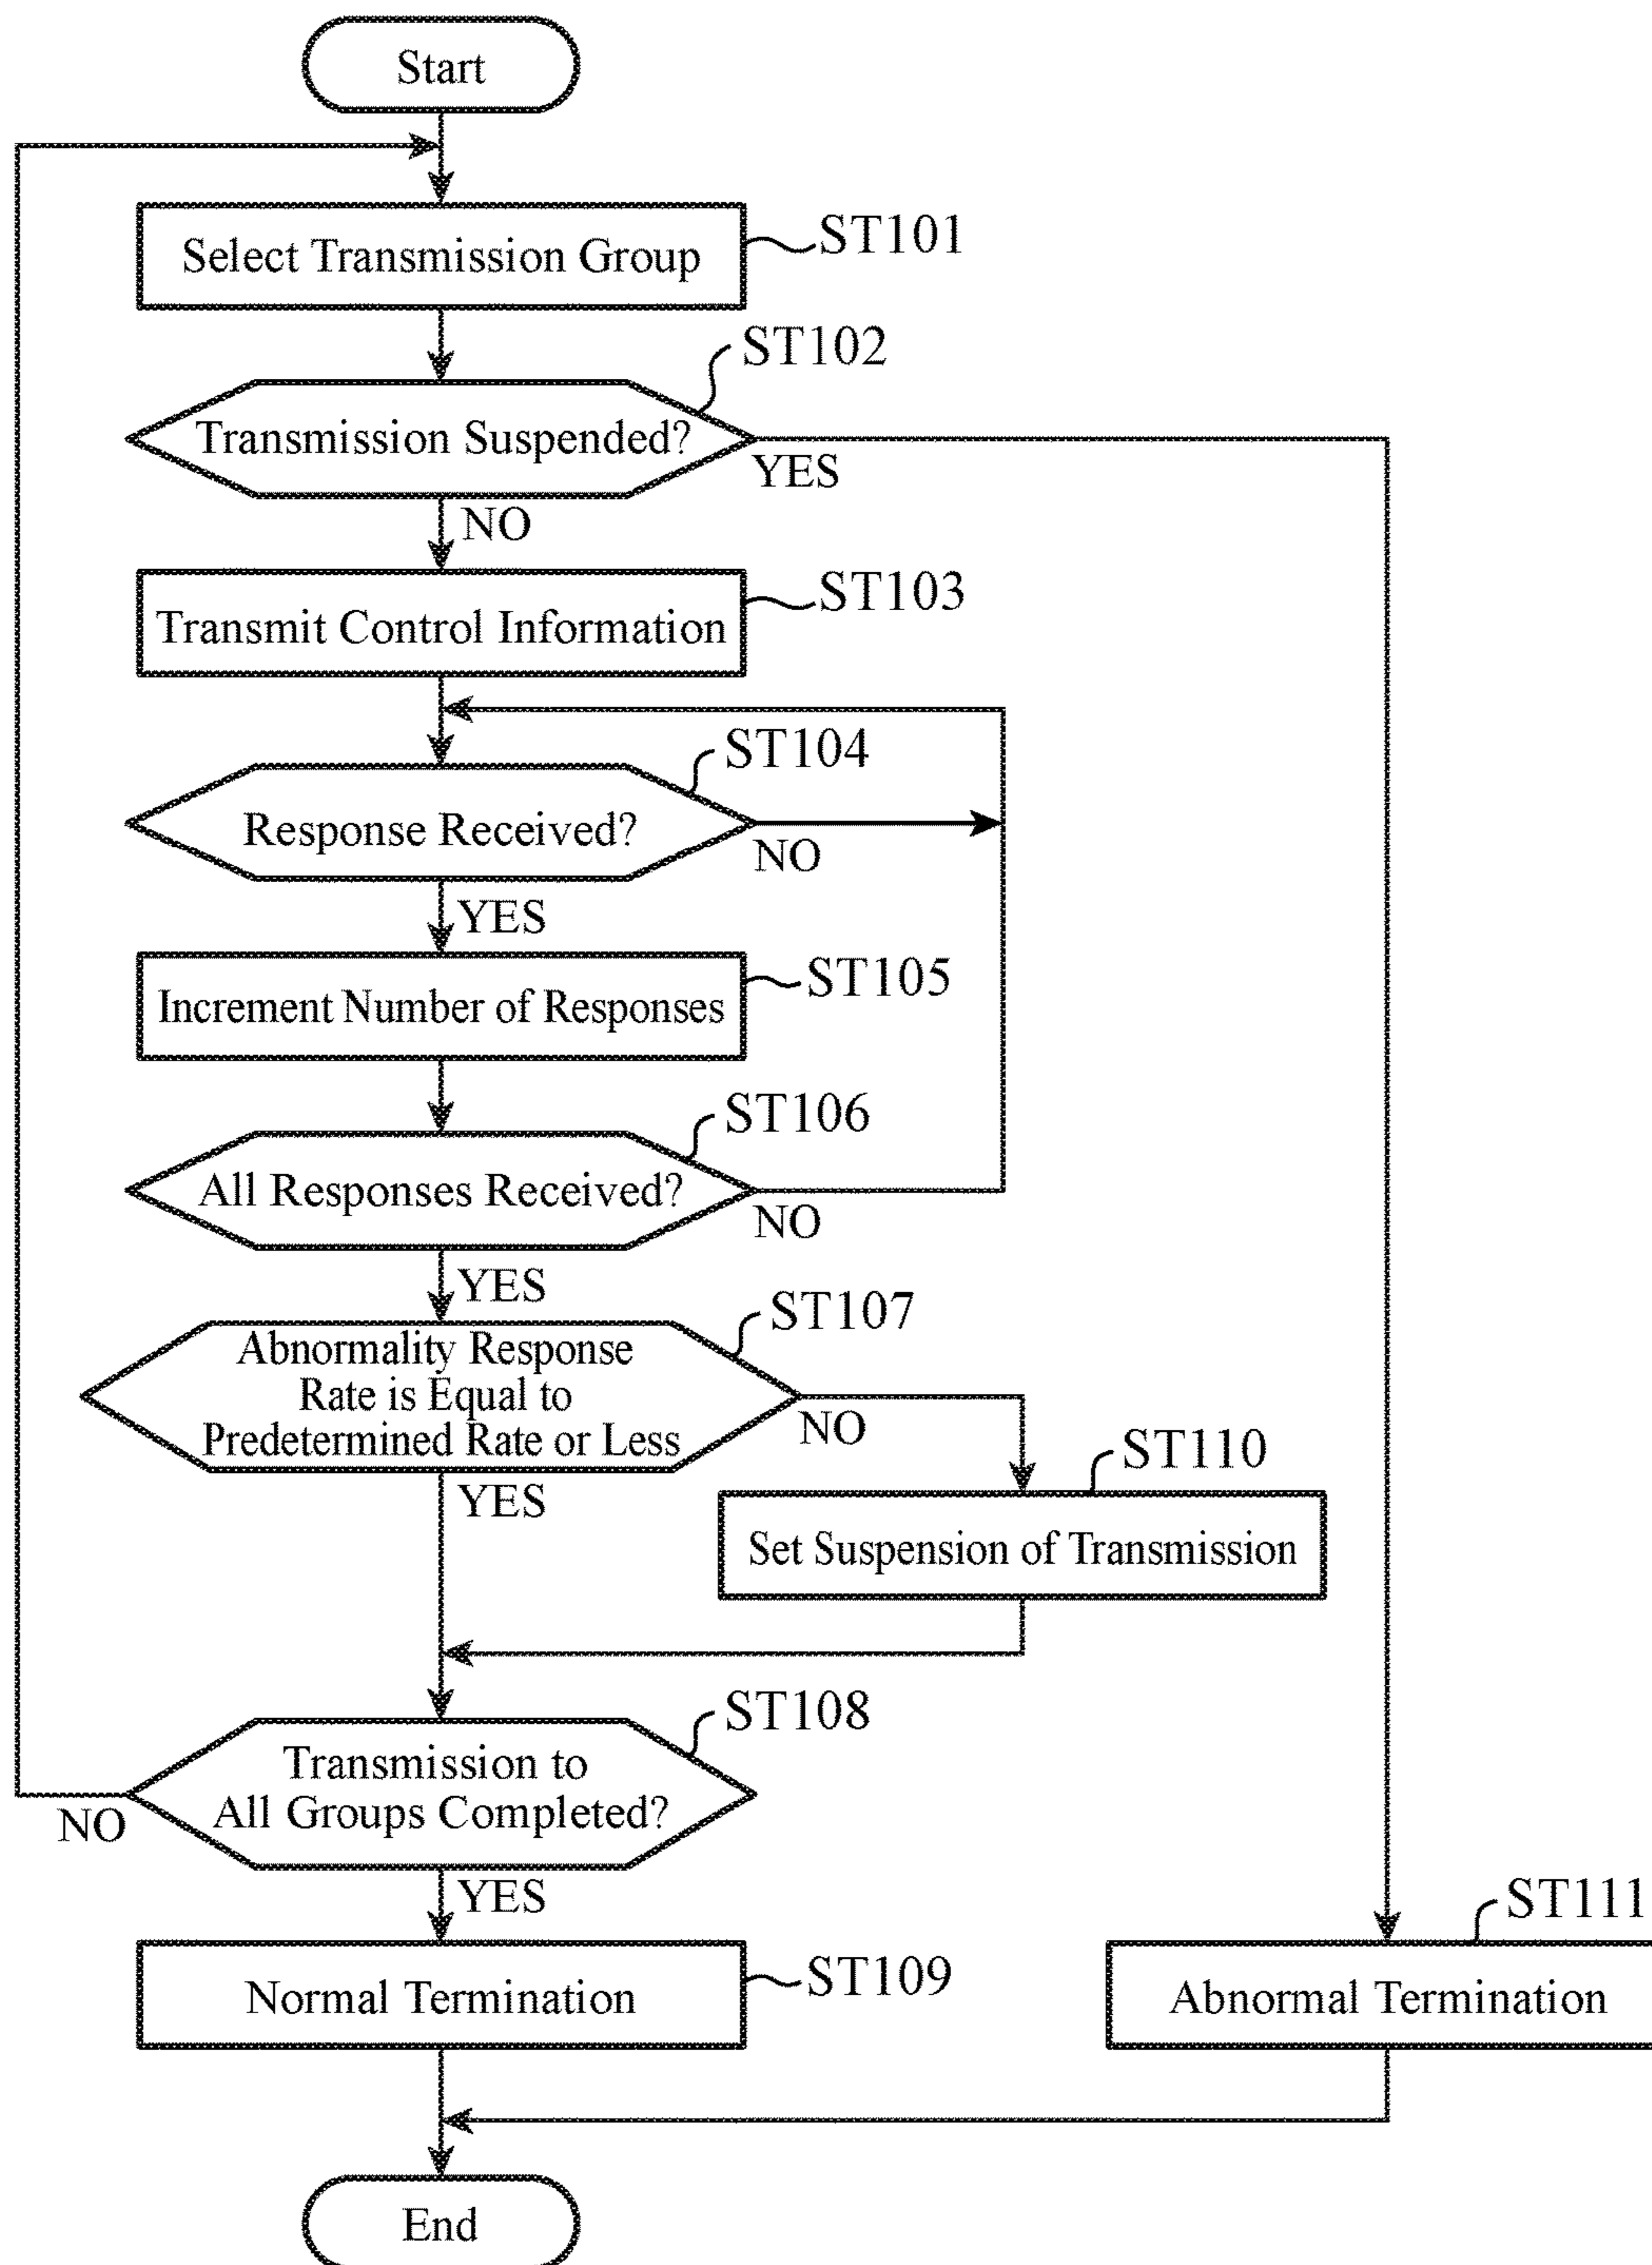 Start
Select Transmission Group
ST101
ST102
Transmission Suspended?
YES
NO
Transmit Control Information
ST103
ST104
Response Received?
NO
YES
Increment Number of Responses
ST105
ST106
All Responses Received?
NO
YES
ST107
Abnormality Response
Rate is Equal to
Predetermined Rate or Less
NO
YES
ST110
Set Suspension of Transmission
ST108
Transmission to
All Groups Completed?
NO
YES
ST109
Normal Termination
ST111
Abnormal Termination
End